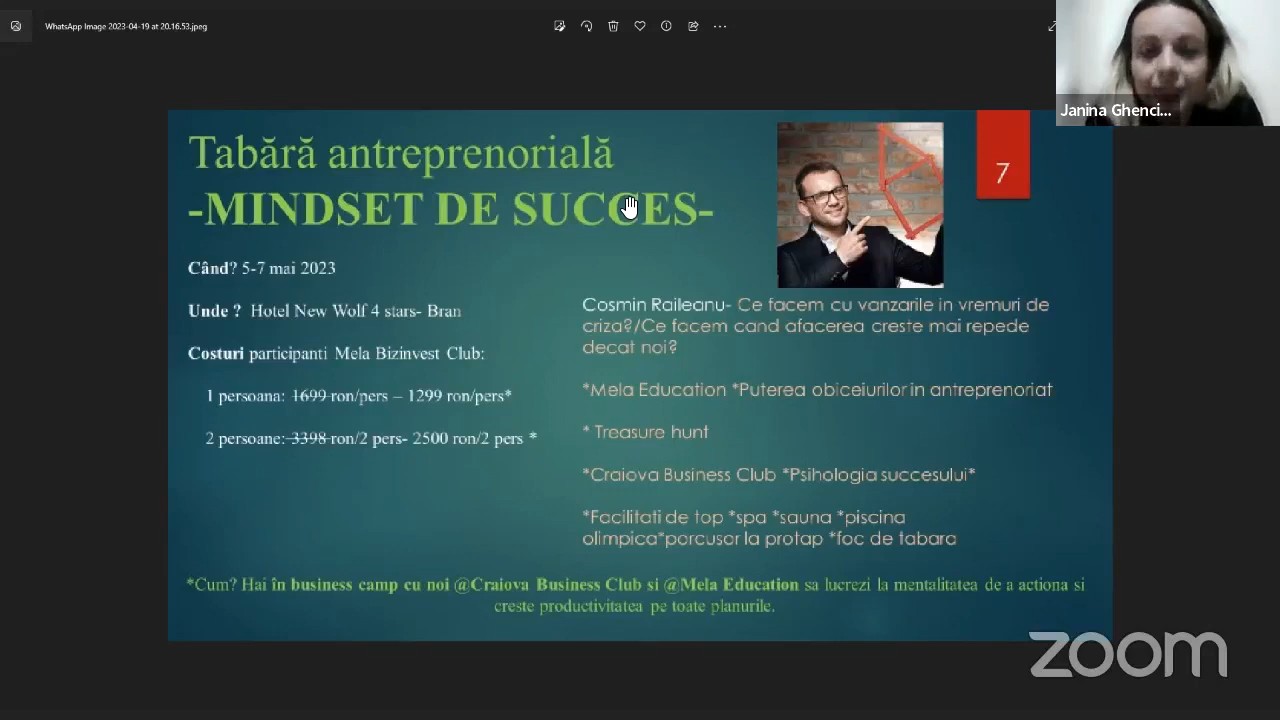 WhatsApp Image 2023-04-19 at 20.16.53.jpeg
Janina Ghenci...
Tabără antreprenorială
-MINDSET DE SUCCES-
7
Când? 5-7 mai 2023
Unde ? Hotel New Wolf 4 stars- Bran
Costuri participanti Mela Bizinvest Club:
1 persoana: 1699 ron/pers – 1299 ron/pers*
2 persoane: 3398 ron/2 pers- 2500 ron/2 pers *
Cosmin Raileanu- Ce facem cu vanzarile in vremuri de
criza?/Ce facem cand afacerea creste mai repede
decat noi?
*Mela Education *Puterea obiceiurilor in antreprenoriat
* Treasure hunt
*Craiova Business Club *Psihologia succesului*
*Facilitati de top *spa *sauna *piscina
olimpica*parcusor la protap *foc de tabara
*Cum? Hai în business camp cu noi @Craiova Business Club si @Mela Education sa lucrezi la mentalitatea de a actiona si
creste productivitatea pe toate planurile.
zoom